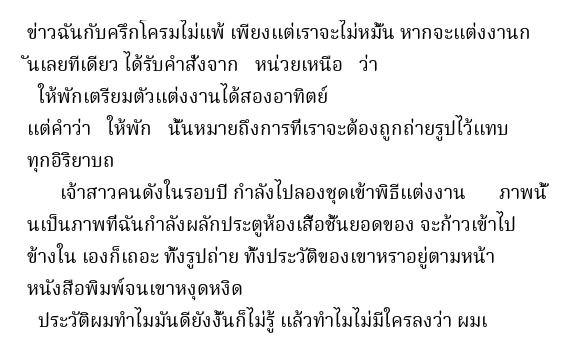 ข่าวฉันกับครึกโครมไม่แพ้ เพียงแต่เราจะไม่หมั้น หากจะแต่งงานก
ันเลยทีเดียว ได้รับคำสั่งจาก หน่วยเหนือ ว่า
ให้พักเตรียมตัวแต่งงานได้สองอาทิตย์
แต่คำว่า ให้พัก นั้นหมายถึงการที่เราจะต้องถูกถ่ายรูปไว้แทบ
ทุกอิริยาบถ
เจ้าสาวคนดังในรอบปี กำลังไปลองชุดเข้าพิธีแต่งงาน ภาพนี้
นเป็นภาพที่ฉันกำลังผลักประตูห้องเสื้อชั้นยอดของ จะก้าวเข้าไป
ข้างใน เองก็เถอะ ทั้งรูปถ่าย ทั้งประวัติของเขาหราอยู่ตามหน้า
หนังสือพิมพ์จนเขาหงุดหงิด
ประวัติผมทำไมมันดียังงั้นก็ไม่รู้ แล้วทำไมไม่มีใครลงว่า ผมเ